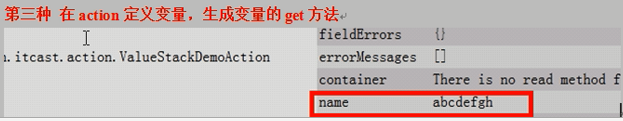 第三种 在 action 定义变量，生成变量的 get 方法
fieldErrors {}
n.itcast.action.ValueStackDemoAction errorMessages []
container There is no read method f
name abcdefgh